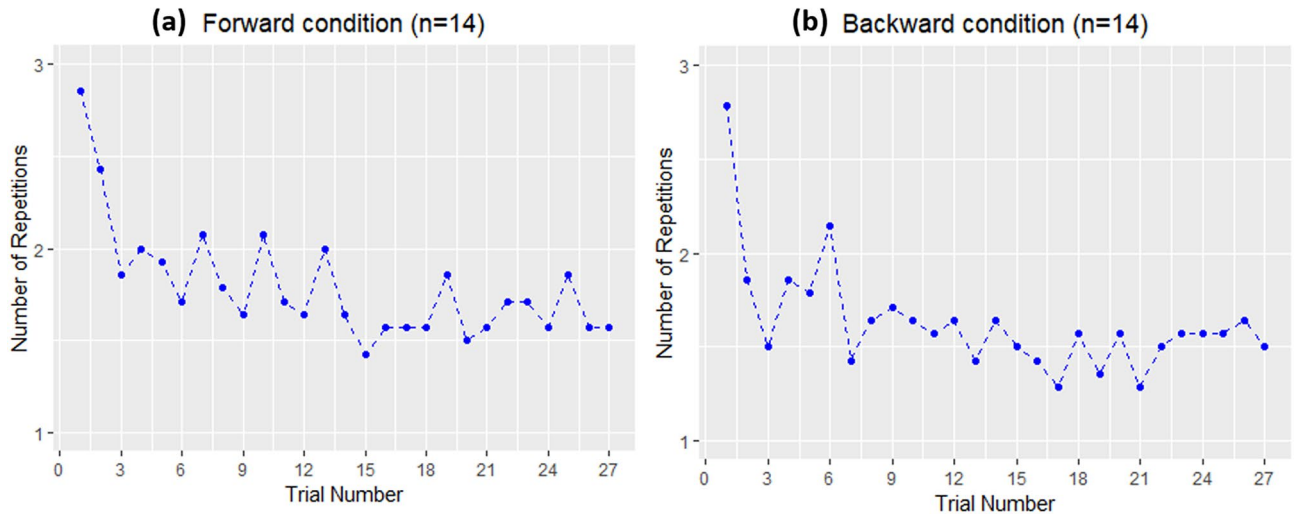 (a) Forward condition (n=14)
Number of Repetitions
3
2
1
0 3 6 9 12 15 18 21 24 27
Trial Number
(b) Backward condition (n=14)
Number of Repetitions
3
2
1
0 3 6 9 12 15 18 21 24 27
Trial Number